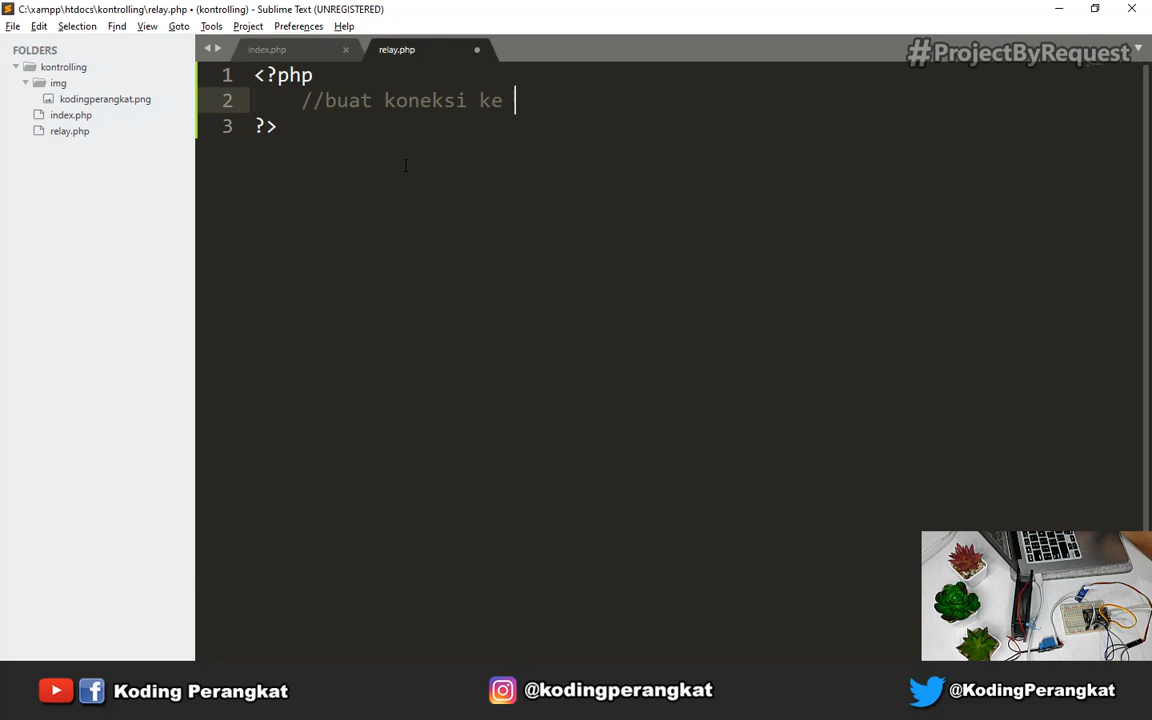 C:\xampp\htdocs\kontrolling\relay.php • (kontrolling) - Sublime Text (UNREGISTERED)
File Edit Selection Find View Goto Tools Project Preferences Help
FOLDERS
kontrolling
img
kodingperangkat.png
index.php
relay.php
index.php relay.php
#ProjectByRequest
1 <?php
2 //buat koneksi ke
3 ?>
Koding Perangkat @kodingperangkat @KodingPerangkat